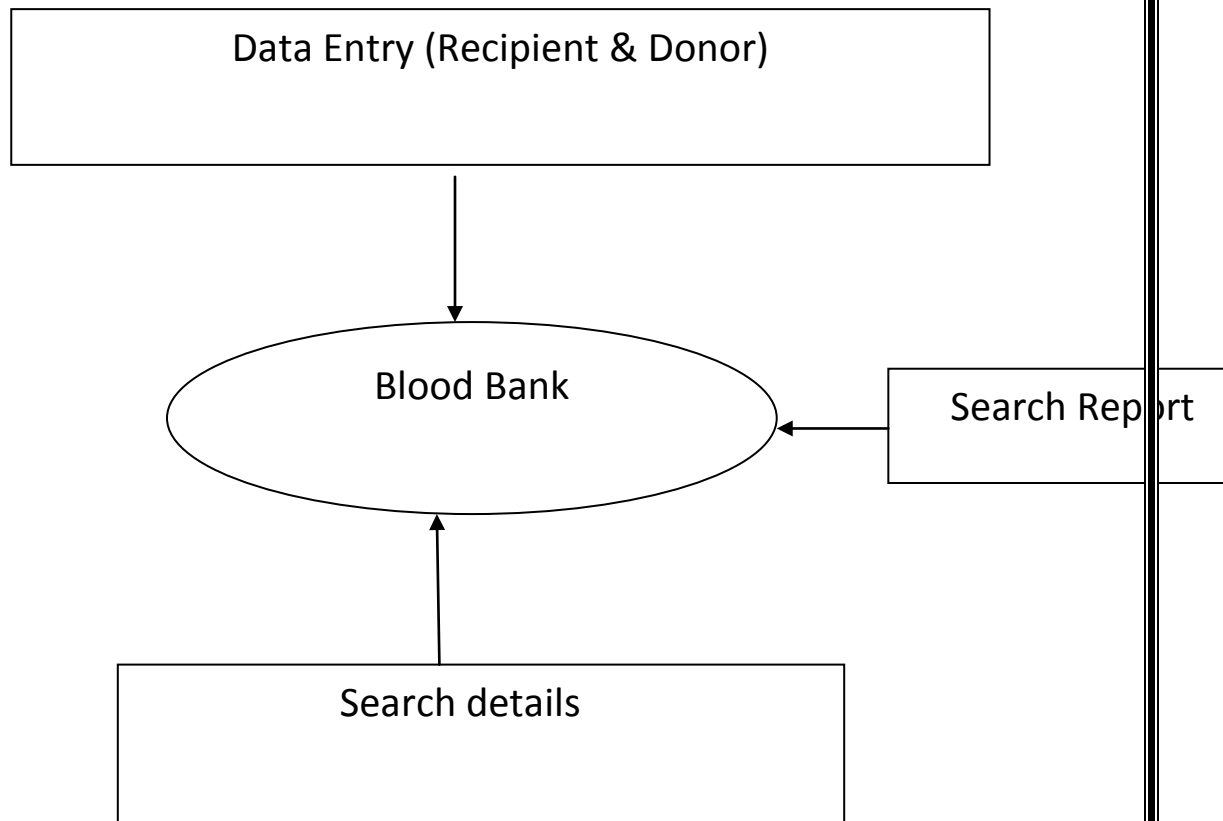 Data Entry (Recipient & Donor)
Blood Bank
Search Report
Search details